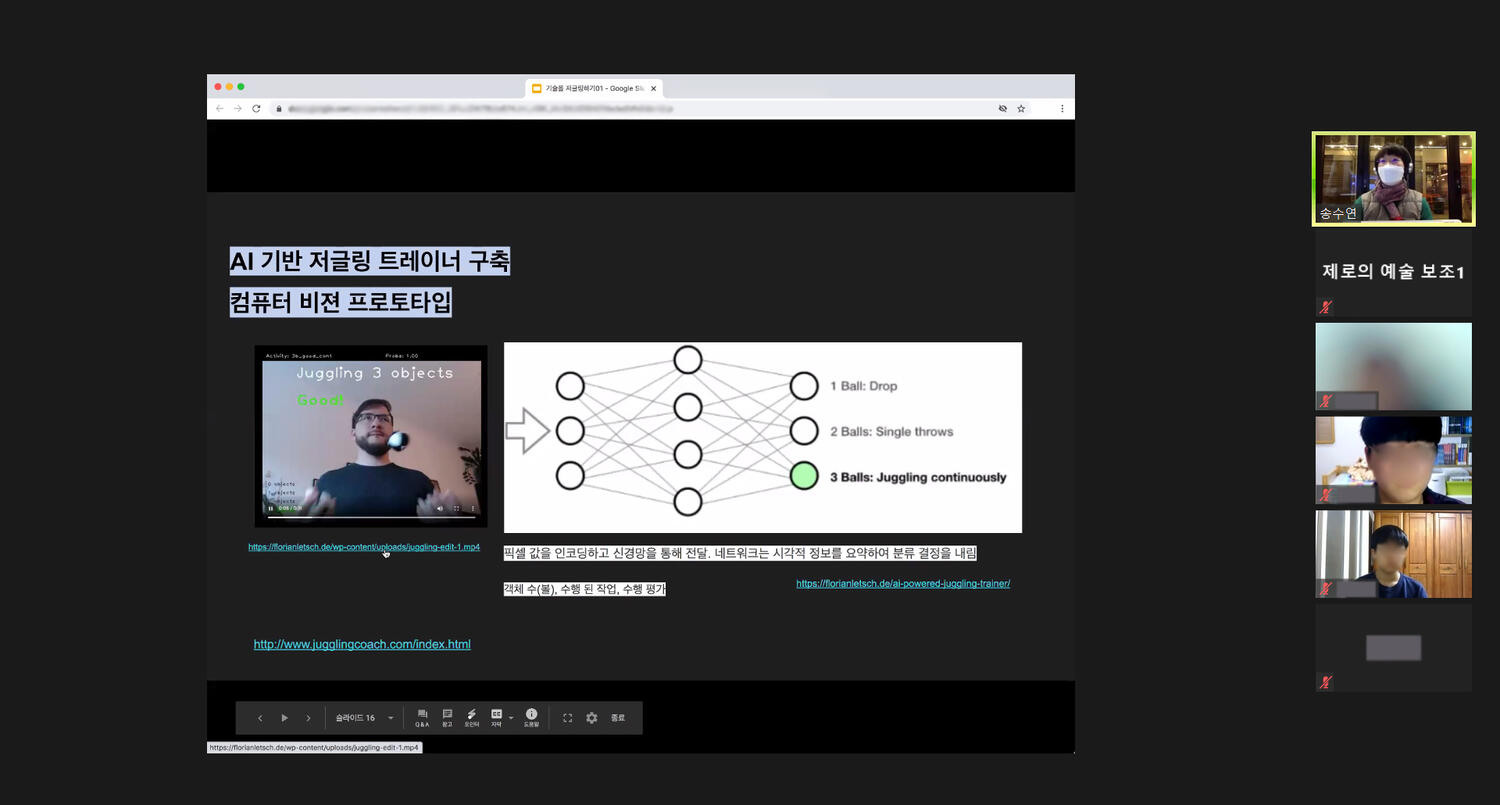 기술을 저글링하기01 - Google Sli
AI 기반 저글링 트레이너 구축
컴퓨터 비젼 프로토타입
Activity: 3b_good_cont Probs: 1.00
Juggling 3 objects
Good!
0 objects
objects
objects
1 Ball: Drop
2 Balls: Single throws
3 Balls: Juggling continuously
https://florianletsch.de/wp-content/uploads/juggling-edit-1.mp4
픽셀 값을 인코딩하고 신경망을 통해 전달. 네트워크는 시각적 정보를 요약하여 분류 결정을 내림
객체 수(볼), 수행 된 작업, 수행 평가
https://florianletsch.de/ai-powered-juggling-trainer/
http://www.jugglingcoach.com/index.html
슬라이드 16
Q&A
포인터
자막
도움말
종료
https://florianletsch.de/wp-content/uploads/juggling-edit-1.mp4
송수연
제로의 예술 보조1